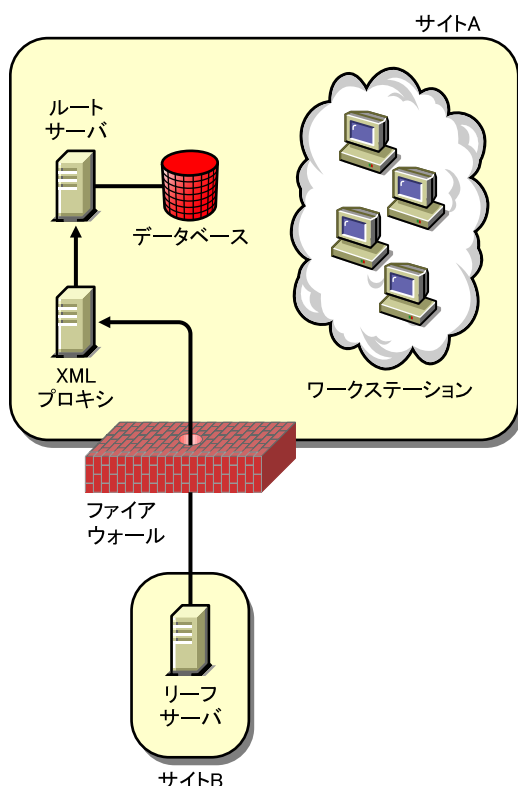 サイトA
ルート
サーバ
データベース
XML
プロキシ
ワークステーション
ファイア
ウォール
リーフ
サーバ
サイトB